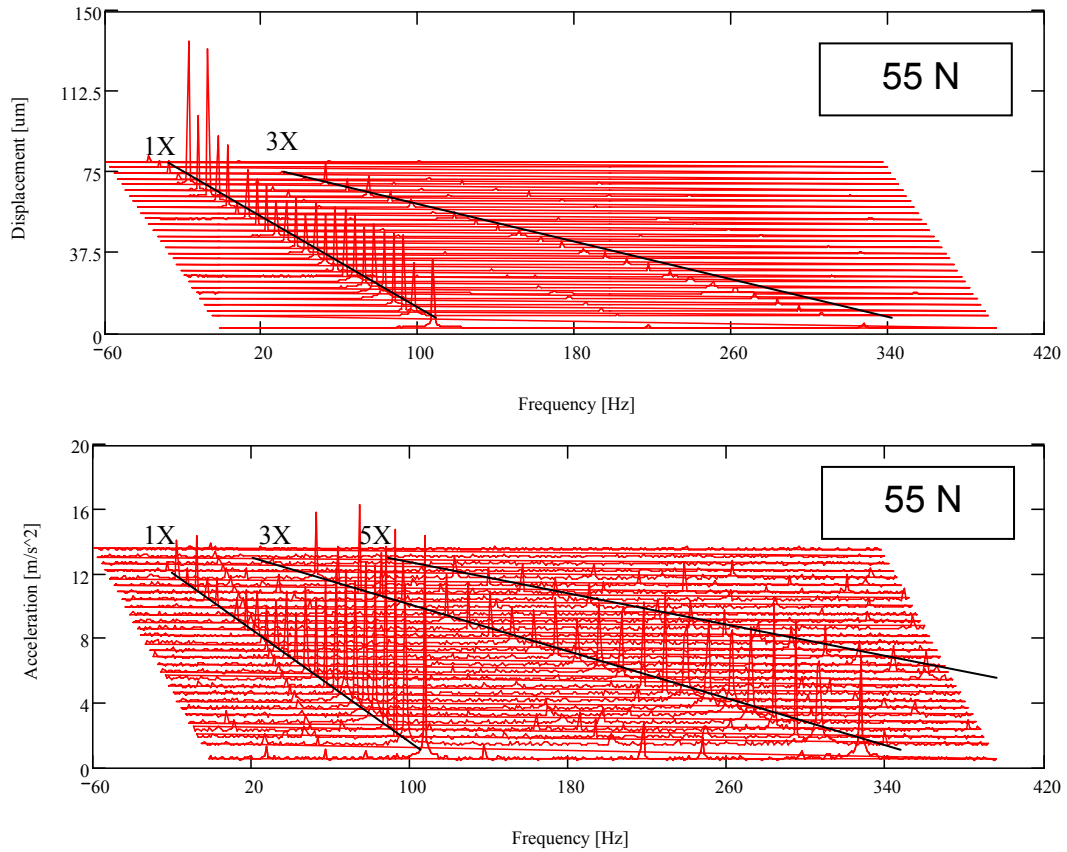 150
112.5
75
37.5
0
Displacement [um]
1X
3X
55 N
−60
20
100
180
260
340
420
Frequency [Hz]
20
16
12
8
4
0
Acceleration [m/s^2]
1X
3X
5X
55 N
−60
20
100
180
260
340
420
Frequency [Hz]